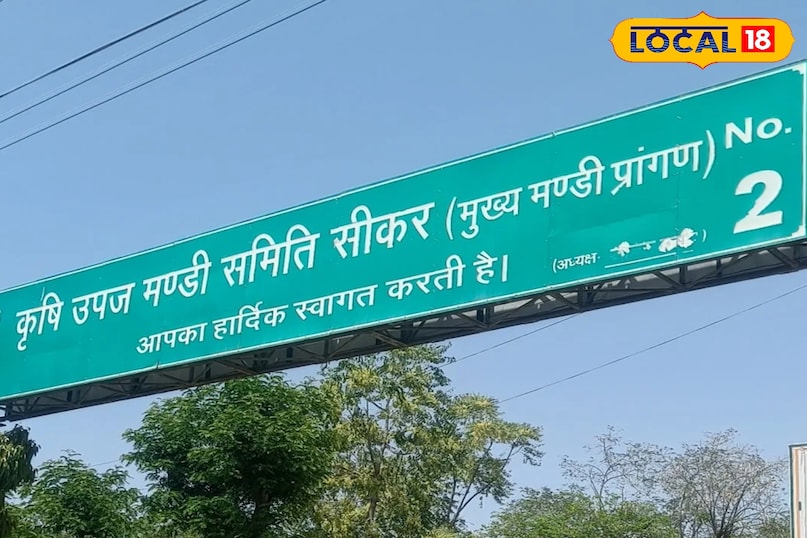 LOCAL 18
कृषि उपज मण्डी समिति सीकर (मुख्य मण्डी प्रांगण) No. 2
आपका हार्दिक स्वागत करती है।
(अध्यक्ष-